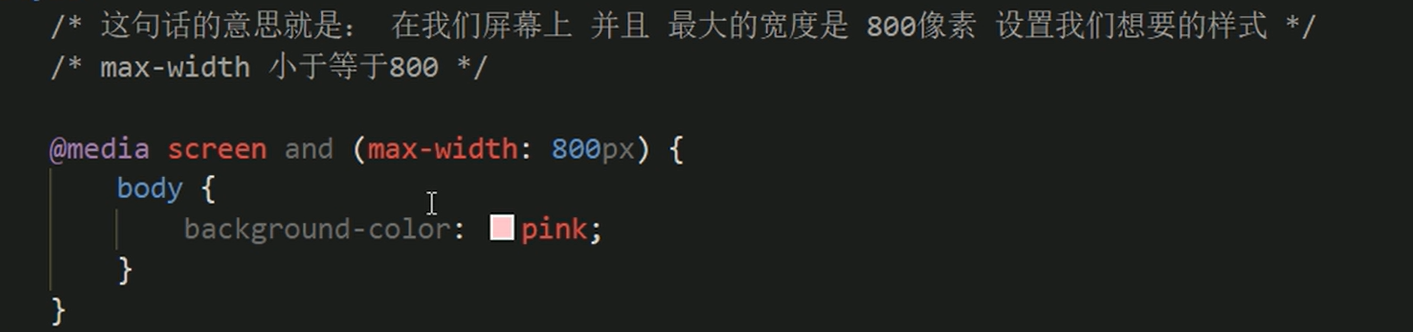 /* 这句话的意思就是： 在我们屏幕上 并且 最大的宽度是 800像素 设置我们想要的样式 */
/* max-width 小于等于800 */
@media screen and (max-width: 800px) {
body {
background-color: pink;
}
}